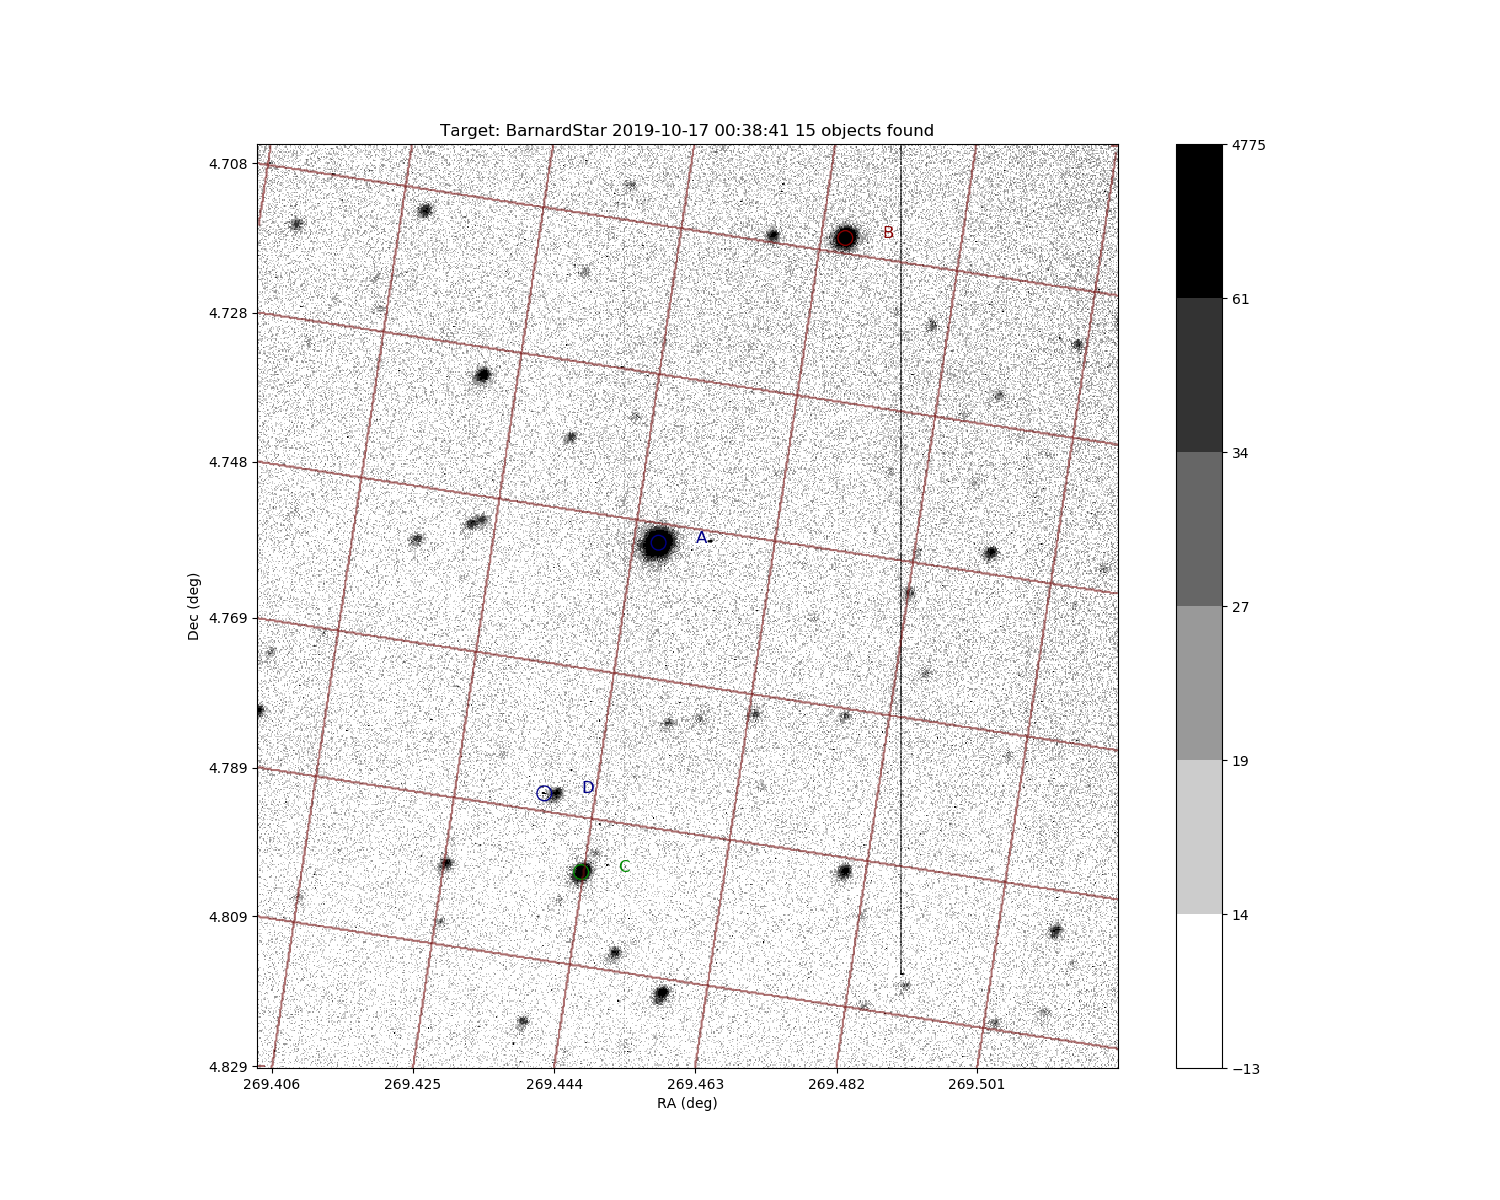 Target: BarnardStar 2019-10-17 00:38:41 15 objects found
4.708
4.728
4.748
4.769
4.789
4.809
4.829
Dec (deg)
B
A
D
C
269.406 269.425 269.444 269.463 269.482 269.501
RA (deg)
4775
61
34
27
19
14
−13